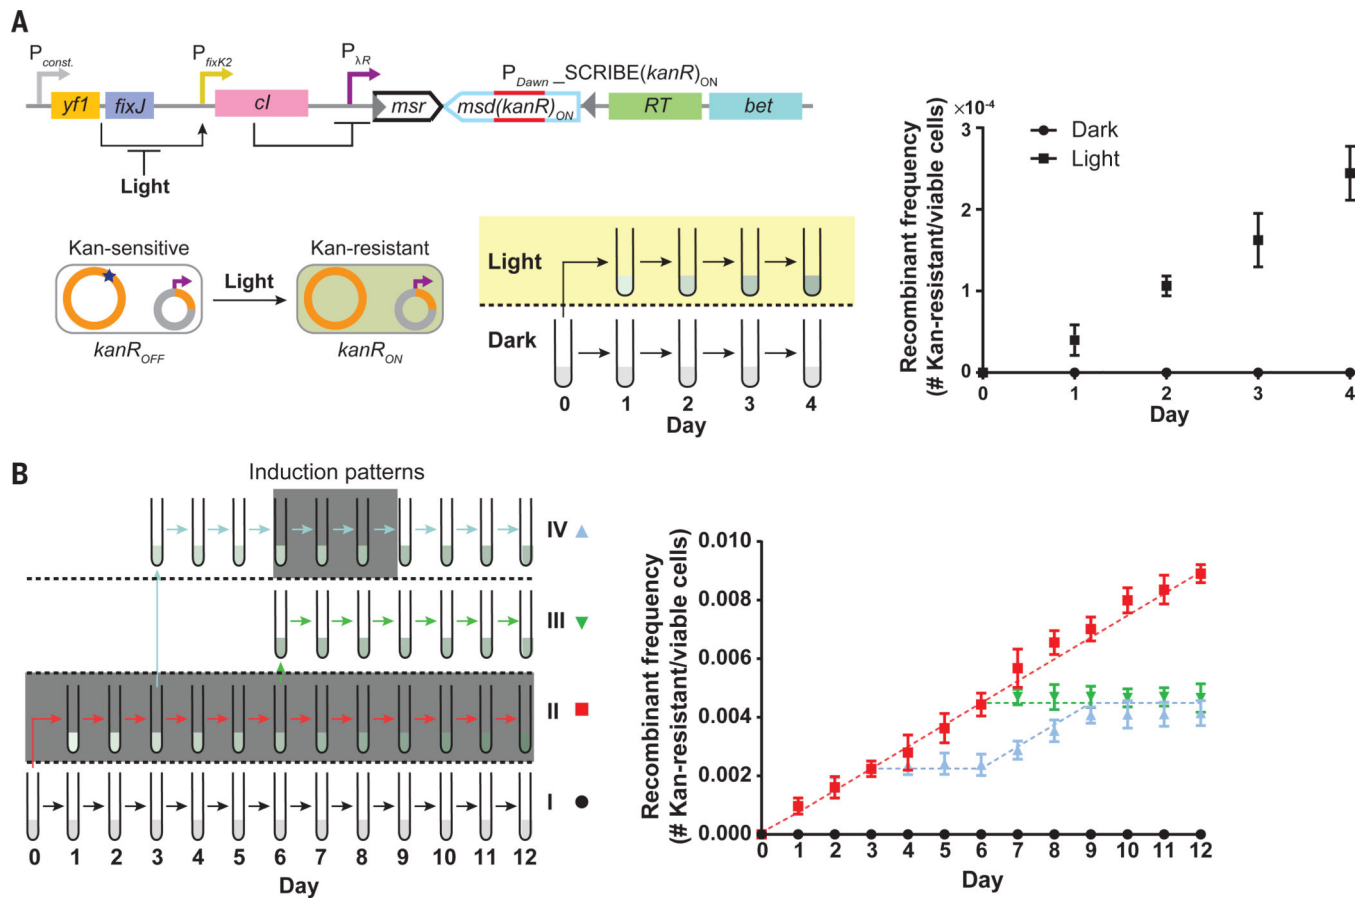 A
P_const.
P_fixK2
P_λR
P_Dawn_SCRIBE(kanR)_ON
yf1
fixJ
cI
msr
msd(kanR)_ON
RT
bet
Light
Kan-sensitive
Kan-resistant
Light
kanR_OFF
kanR_ON
Light
Dark
0 1 2 3 4
Day
×10⁻⁴
3
2
1
0
Dark
Light
Recombinant frequency
(# Kan-resistant/viable cells)
0 1 2 3 4
Day
B
Induction patterns
IV
III
II
I
0 1 2 3 4 5 6 7 8 9 10 11 12
Day
Recombinant frequency
(# Kan-resistant/viable cells)
0.010
0.008
0.006
0.004
0.002
0.000
0 1 2 3 4 5 6 7 8 9 10 11 12
Day